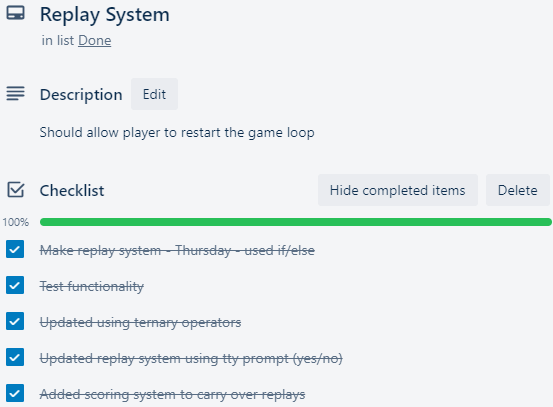 Replay System
in list Done
Description Edit
Should allow player to restart the game loop
Checklist Hide completed items Delete
100%
Make replay system - Thursday - used if/else
Test functionality
Updated using ternary operators
Updated replay system using tty prompt (yes/no)
Added scoring system to carry over replays